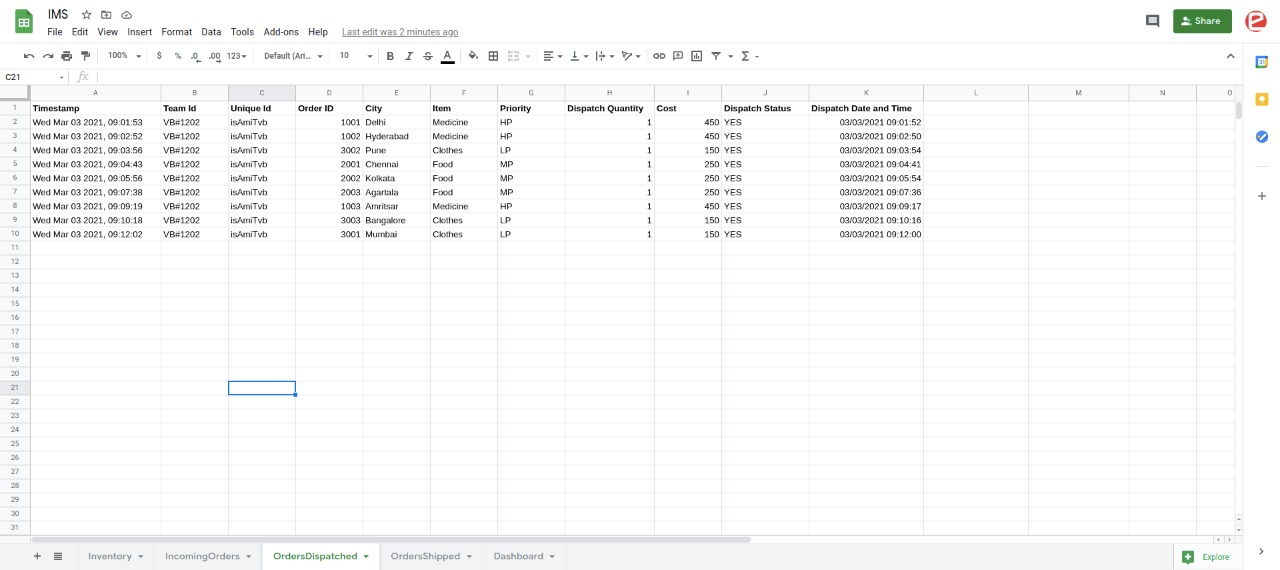 IMS
Share
File Edit View Insert Format Data Tools Add-ons Help Last edit was 2 minutes ago
100% $ % .0 .00 123 Default (Ari... 10 B I S A
C21 fx
A B C D E F G H I J K L M N O
1 Timestamp Team Id Unique Id Order ID City Item Priority Dispatch Quantity Cost Dispatch Status Dispatch Date and Time
2 Wed Mar 03 2021, 09:01:53 VB#1202 isAmiTvb 1001 Delhi Medicine HP 1 450 YES 03/03/2021 09:01:52
3 Wed Mar 03 2021, 09:02:52 VB#1202 isAmiTvb 1002 Hyderabad Medicine HP 1 450 YES 03/03/2021 09:02:50
4 Wed Mar 03 2021, 09:03:56 VB#1202 isAmiTvb 3002 Pune Clothes LP 1 150 YES 03/03/2021 09:03:54
5 Wed Mar 03 2021, 09:04:43 VB#1202 isAmiTvb 2001 Chennai Food MP 1 250 YES 03/03/2021 09:04:41
6 Wed Mar 03 2021, 09:05:56 VB#1202 isAmiTvb 2002 Kolkata Food MP 1 250 YES 03/03/2021 09:05:54
7 Wed Mar 03 2021, 09:07:38 VB#1202 isAmiTvb 2003 Agartala Food MP 1 250 YES 03/03/2021 09:07:36
8 Wed Mar 03 2021, 09:09:19 VB#1202 isAmiTvb 1003 Amritsar Medicine HP 1 450 YES 03/03/2021 09:09:17
9 Wed Mar 03 2021, 09:10:18 VB#1202 isAmiTvb 3003 Bangalore Clothes LP 1 150 YES 03/03/2021 09:10:16
10 Wed Mar 03 2021, 09:12:02 VB#1202 isAmiTvb 3001 Mumbai Clothes LP 1 150 YES 03/03/2021 09:12:00
11
12
13
14
15
16
17
18
19
20
21
22
23
24
25
26
27
28
29
30
31
Inventory IncomingOrders OrdersDispatched OrdersShipped Dashboard Explore